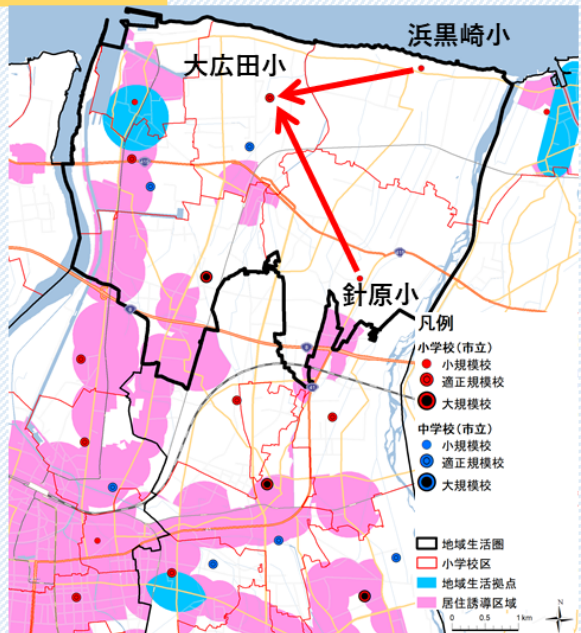 浜黒崎小
大広田小
針原小
凡例
小学校(市立)
小規模校
適正規模校
大規模校
中学校(市立)
小規模校
適正規模校
大規模校
地域生活圏
小学校区
地域生活拠点
居住誘導区域
N
0 0.5 1km